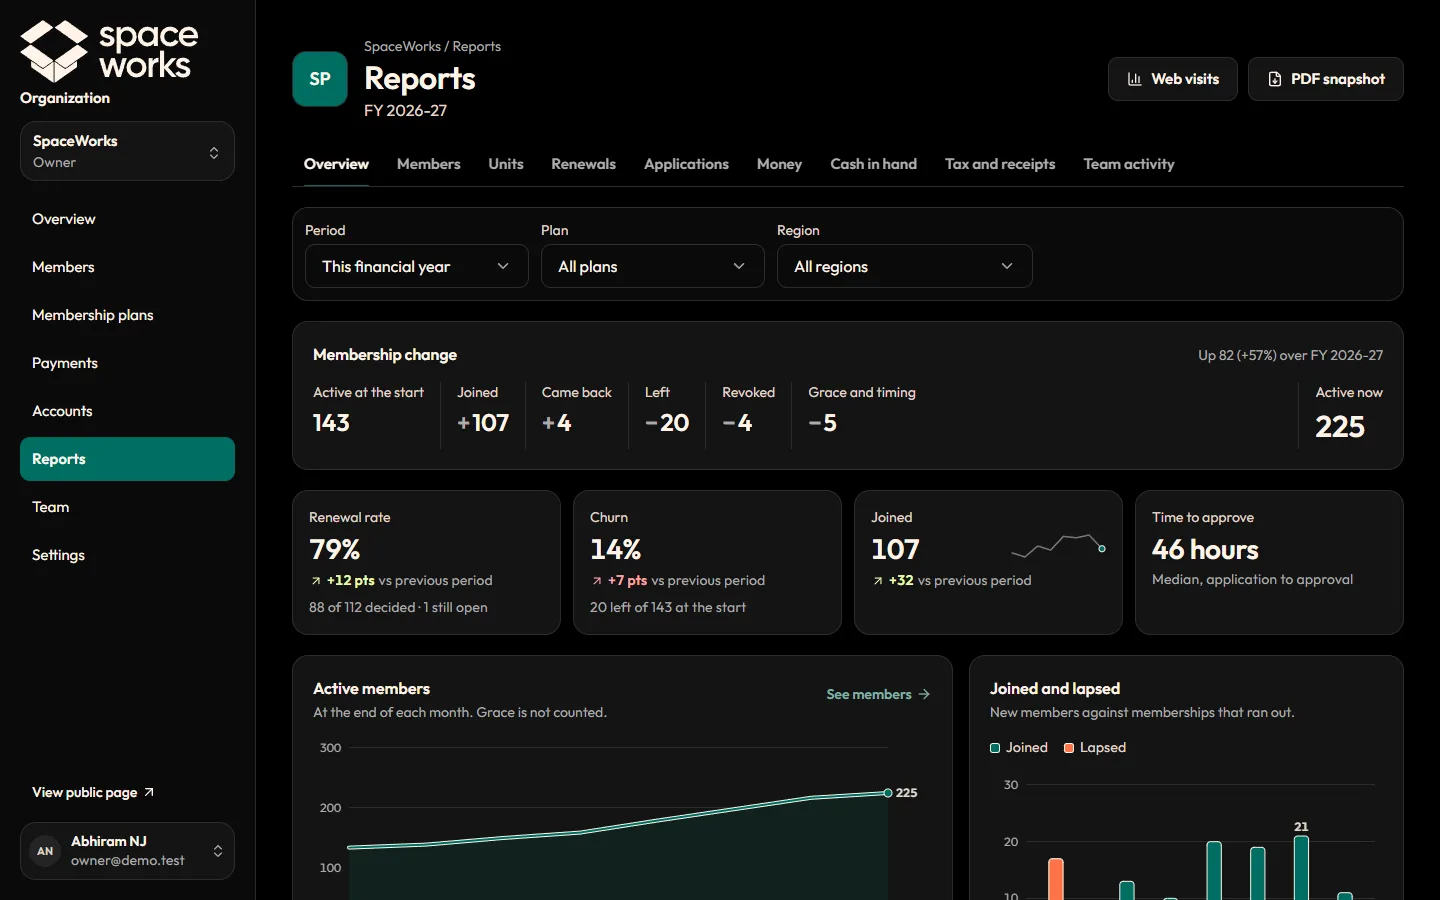 space
works
Organization
SpaceWorks
Owner
Overview
Members
Membership plans
Payments
Accounts
Reports
Team
Settings
View public page
AN
Abhiram NJ
owner@demo.test
SP
SpaceWorks / Reports
Reports
FY 2026-27
Web visits
PDF snapshot
Overview Members Units Renewals Applications Money Cash in hand Tax and receipts Team activity
Period Plan Region
This financial year All plans All regions
Membership change
Up 82 (+57%) over FY 2026-27
Active at the start Joined Came back Left Revoked Grace and timing Active now
143 +107 +4 −20 −4 −5 225
Renewal rate
79%
+12 pts vs previous period
88 of 112 decided · 1 still open
Churn
14%
+7 pts vs previous period
20 left of 143 at the start
Joined
107
+32 vs previous period
Time to approve
46 hours
Median, application to approval
Active members
See members
At the end of each month. Grace is not counted.
300
200
100
225
Joined and lapsed
New members against memberships that ran out.
Joined Lapsed
30
20
10
21